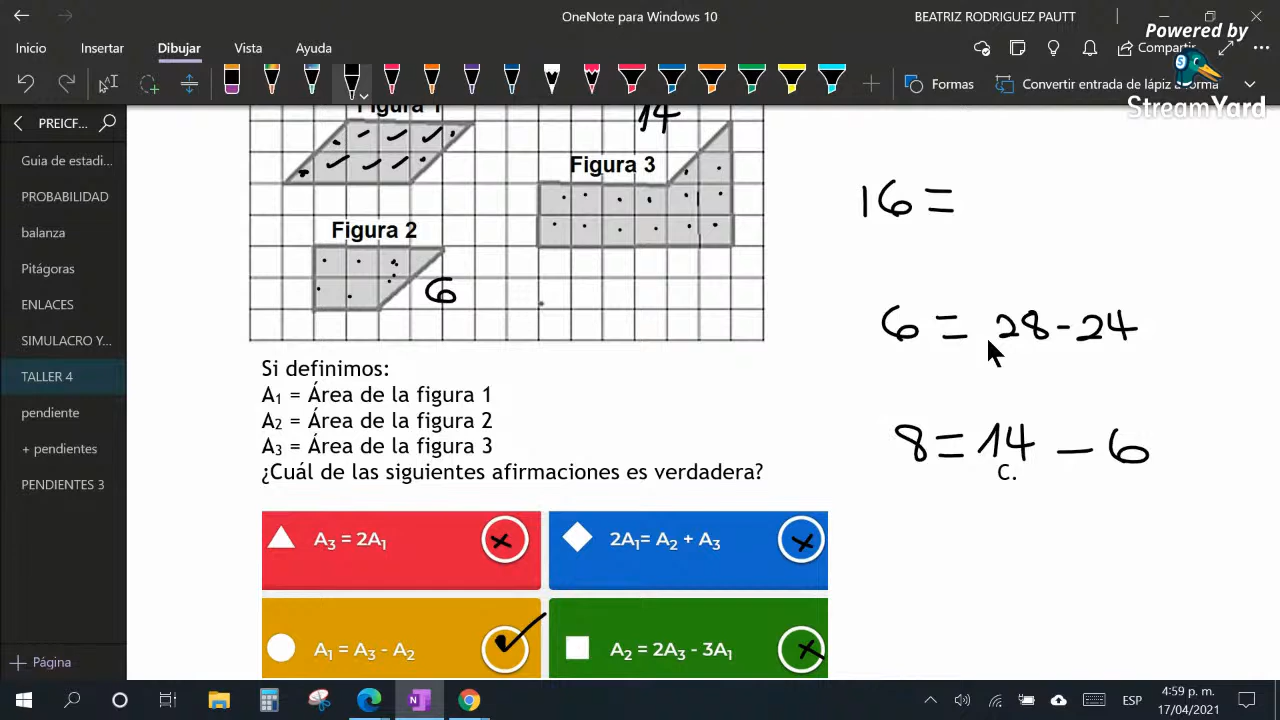 OneNote para Windows 10
BEATRIZ RODRIGUEZ PAUTT
Powered by
StreamYard
Inicio
Insertar
Dibujar
Vista
Ayuda
Compartir
Formas
Convertir entrada de lápiz a forma
PREICF...
Guia de estadi...
PROBABILIDAD
balanza
Pitágoras
ENLACES
SIMULACRO Y...
TALLER 4
pendiente
+ pendientes
PENDIENTES 3
Página
Figura 1
14
Figura 3
Figura 2
6
16 =
6 = 28-24
8 = 14 - 6
C.
Si definimos:
A₁ = Área de la figura 1
A₂ = Área de la figura 2
A₃ = Área de la figura 3
¿Cuál de las siguientes afirmaciones es verdadera?
A₃ = 2A₁
2A₁= A₂ + A₃
A₁ = A₃ - A₂
A₂ = 2A₃ - 3A₁
ESP
4:59 p. m.
17/04/2021